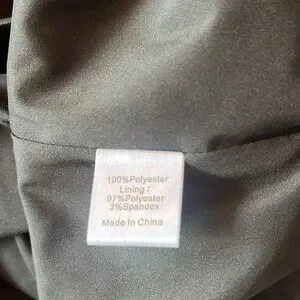 100%Polyester
Lining :
97%Polyester
3%Spandex
Made In China